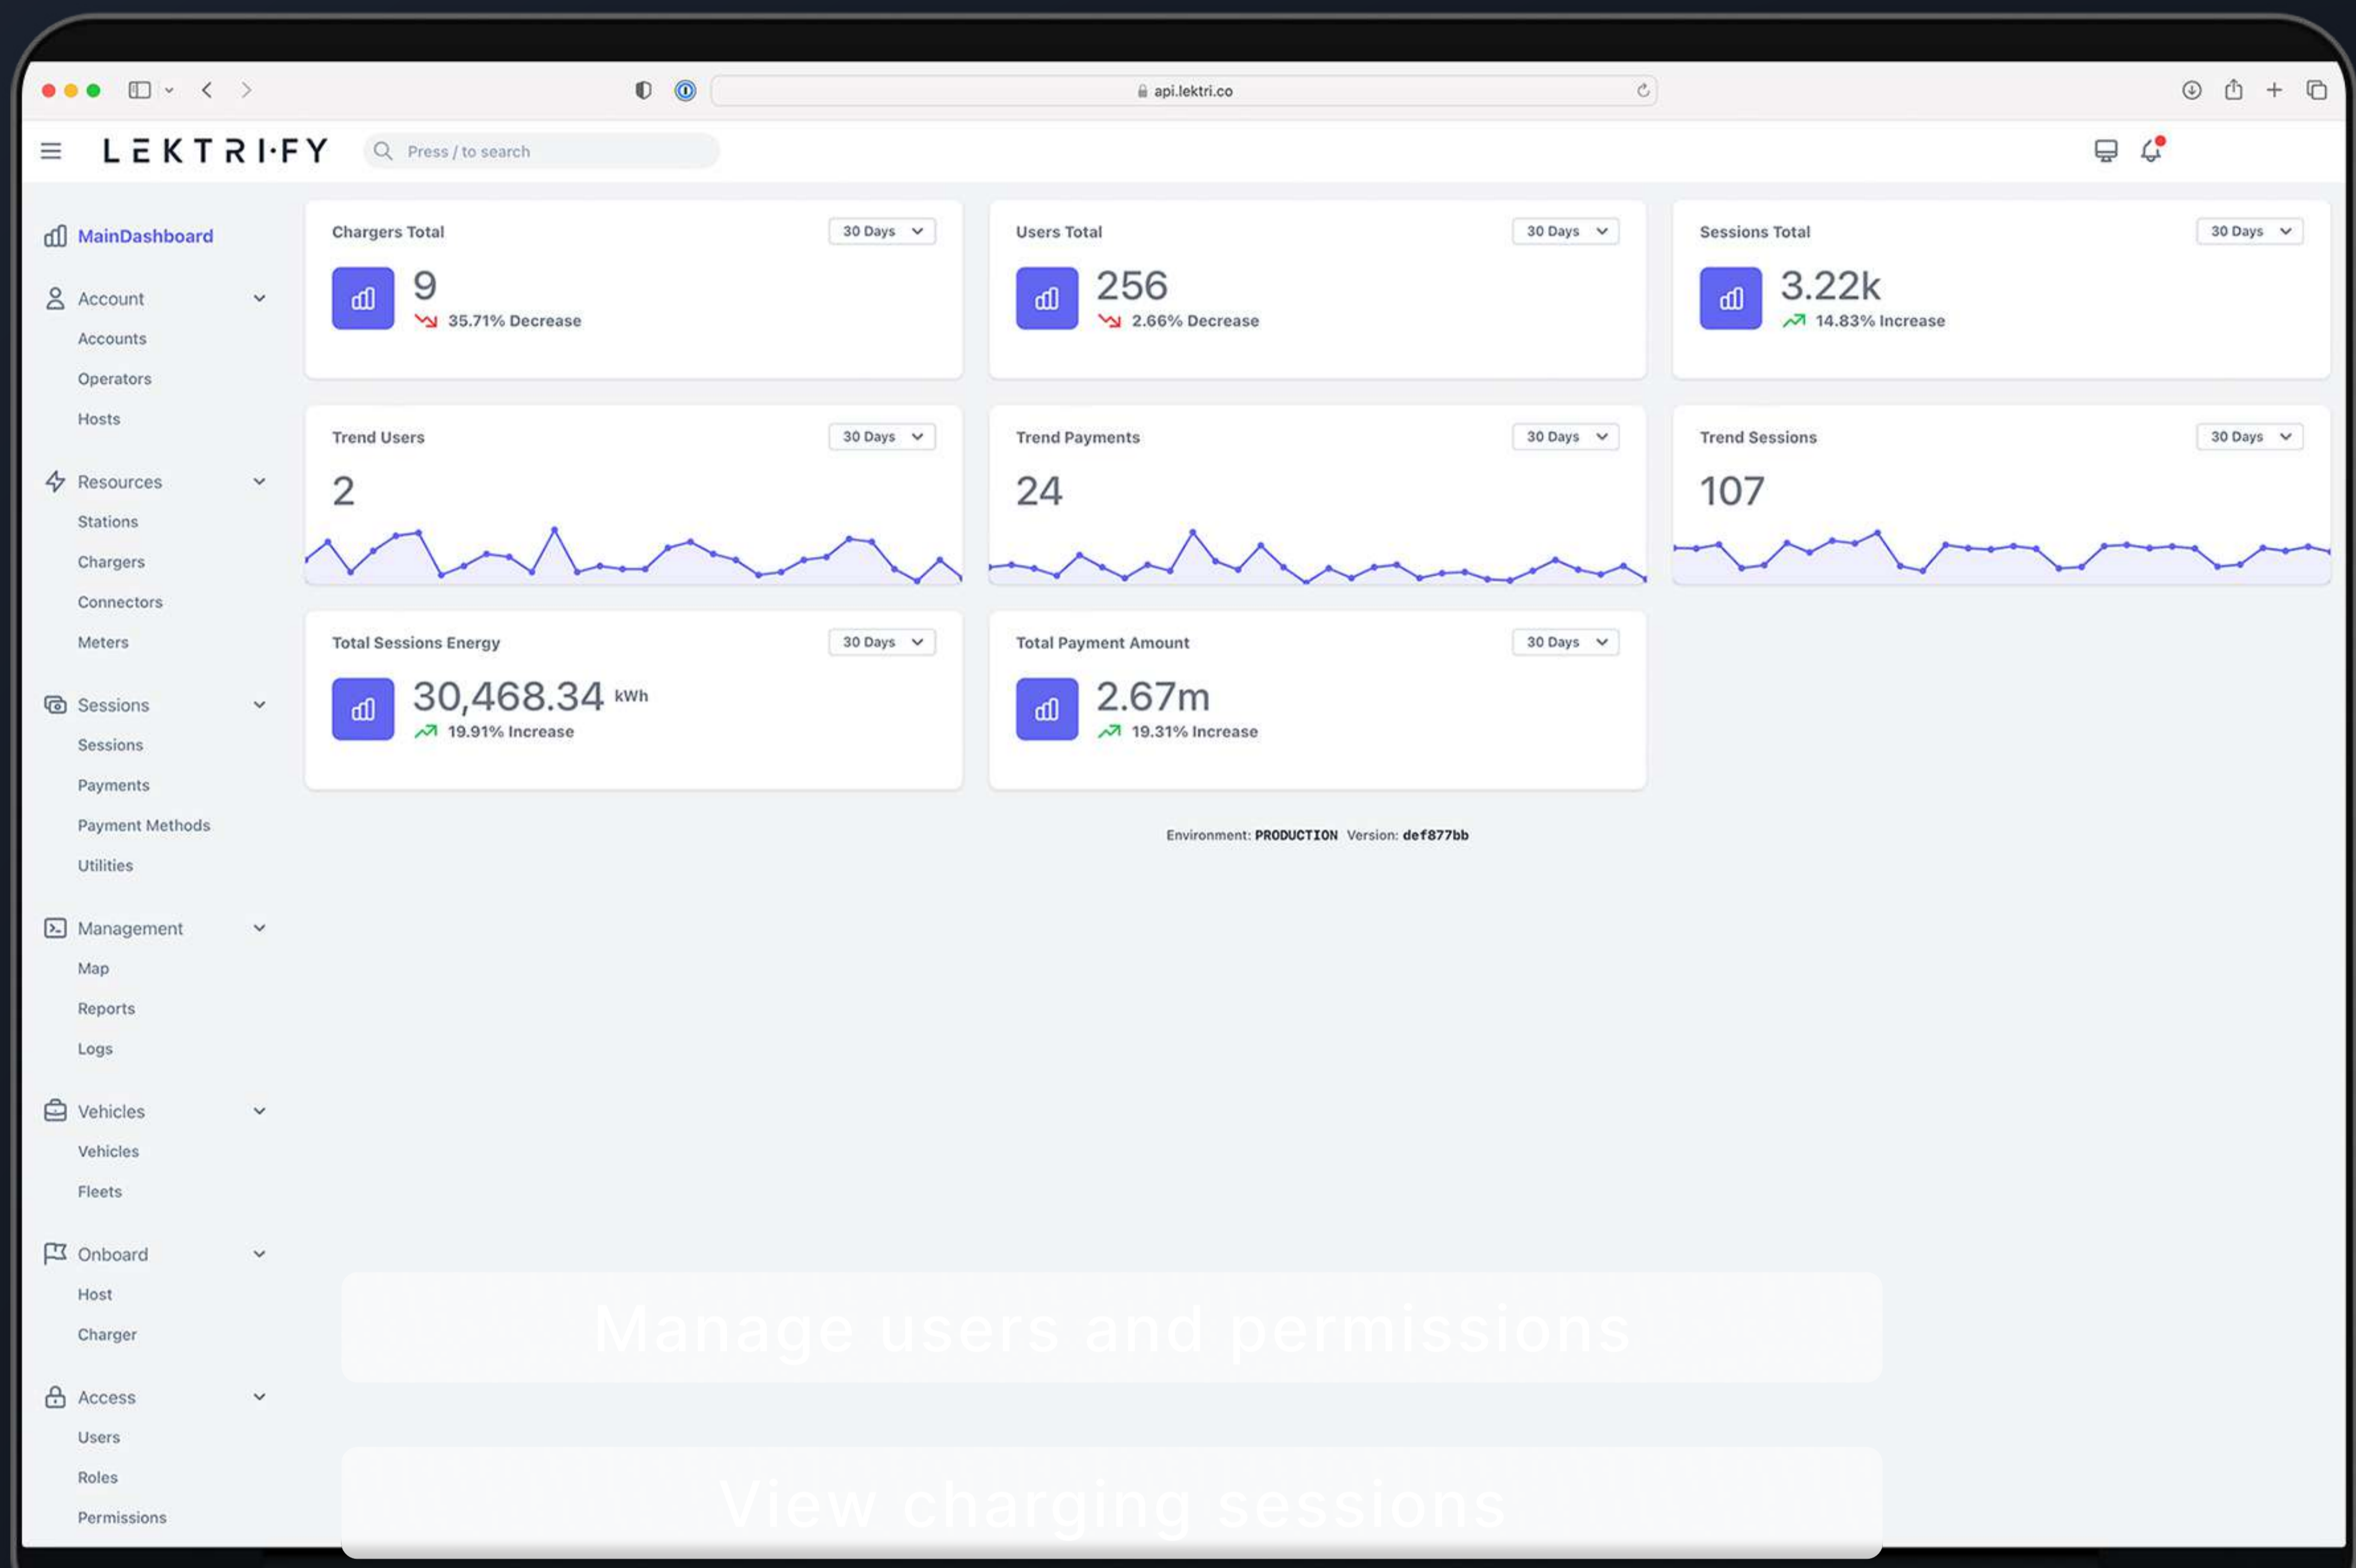 api.lektri.co
LEKTRI·FY
Press / to search
MainDashboard
Account
Accounts
Operators
Hosts
Resources
Stations
Chargers
Connectors
Meters
Sessions
Sessions
Payments
Payment Methods
Utilities
Management
Map
Reports
Logs
Vehicles
Vehicles
Fleets
Onboard
Host
Charger
Access
Users
Roles
Permissions
Chargers Total
30 Days
9
35.71% Decrease
Users Total
30 Days
256
2.66% Decrease
Sessions Total
30 Days
3.22k
14.83% Increase
Trend Users
30 Days
2
Trend Payments
30 Days
24
Trend Sessions
30 Days
107
Total Sessions Energy
30 Days
30,468.34 kWh
19.91% Increase
Total Payment Amount
30 Days
2.67m
19.31% Increase
Environment: PRODUCTION Version: def877bb
Manage users and permissions
View charging sessions